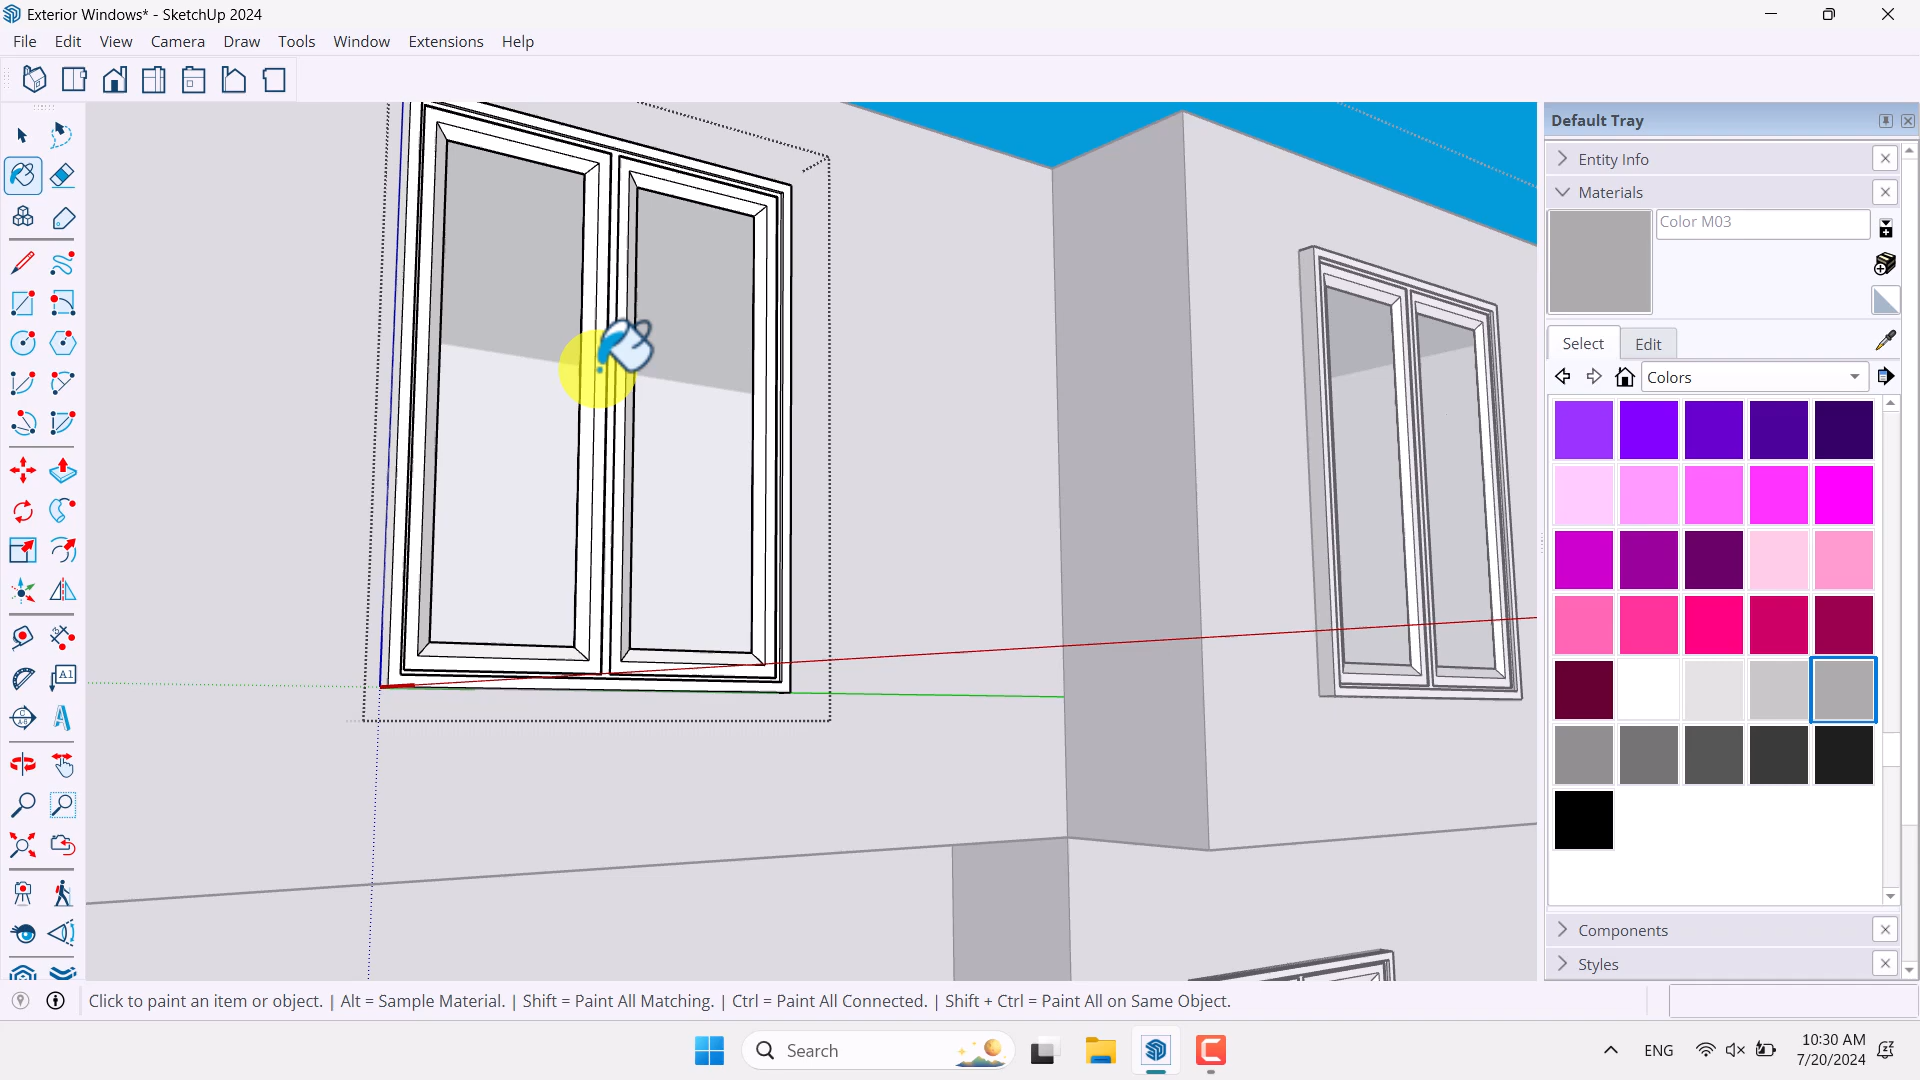 Exterior Windows* - SketchUp 2024
File Edit View Camera Draw Tools Window Extensions Help
Default Tray
Entity Info
Materials
Color M03
Select Edit
Colors
A1
Components
Styles
Click to paint an item or object. | Alt = Sample Material. | Shift = Paint All Matching. | Ctrl = Paint All Connected. | Shift + Ctrl = Paint All on Same Object.
Search
ENG
10:30 AM
7/20/2024